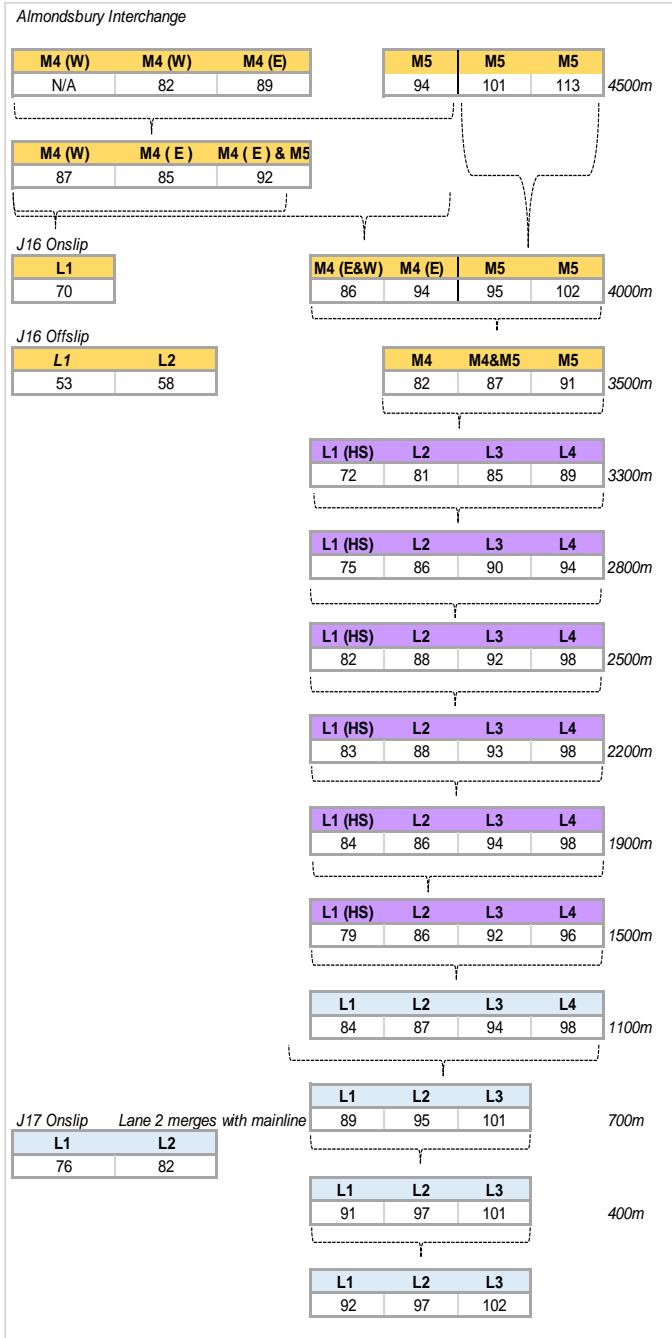 Almondsbury Interchange
M4 (W) M4 (W) M4 (E) M5 M5 M5
N/A 82 89 94 101 113 4500m
M4 (W) M4 ( E ) M4 ( E ) & M5
87 85 92
J16 Onslip
L1 M4 (E&W) M4 (E) M5 M5
70 86 94 95 102 4000m
J16 Offslip
L1 L2 M4 M4&M5 M5
53 58 82 87 91 3500m
L1 (HS) L2 L3 L4
72 81 85 89 3300m
L1 (HS) L2 L3 L4
75 86 90 94 2800m
L1 (HS) L2 L3 L4
82 88 92 98 2500m
L1 (HS) L2 L3 L4
83 88 93 98 2200m
L1 (HS) L2 L3 L4
84 86 94 98 1900m
L1 (HS) L2 L3 L4
79 86 92 96 1500m
L1 L2 L3 L4
84 87 94 98 1100m
L1 L2 L3
J17 Onslip Lane 2 merges with mainline 89 95 101 700m
L1 L2
76 82
L1 L2 L3
91 97 101 400m
L1 L2 L3
92 97 102